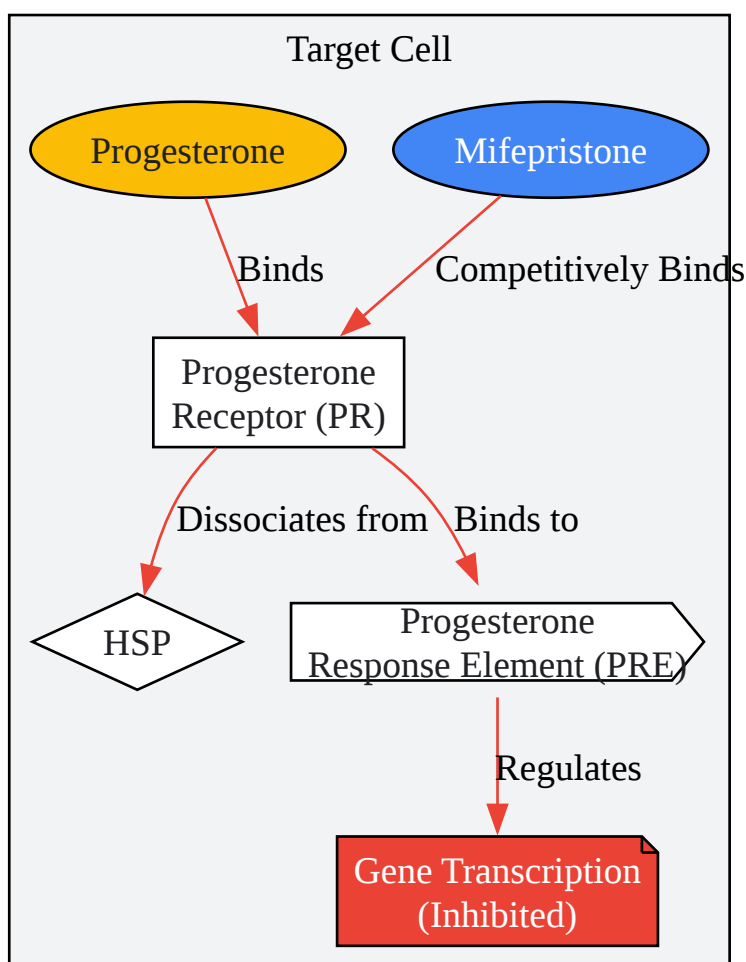 Target Cell
Progesterone
Mifepristone
Binds
Competitively Binds
Progesterone
Receptor (PR)
Dissociates from
Binds to
HSP
Progesterone
Response Element (PRE)
Regulates
Gene Transcription
(Inhibited)